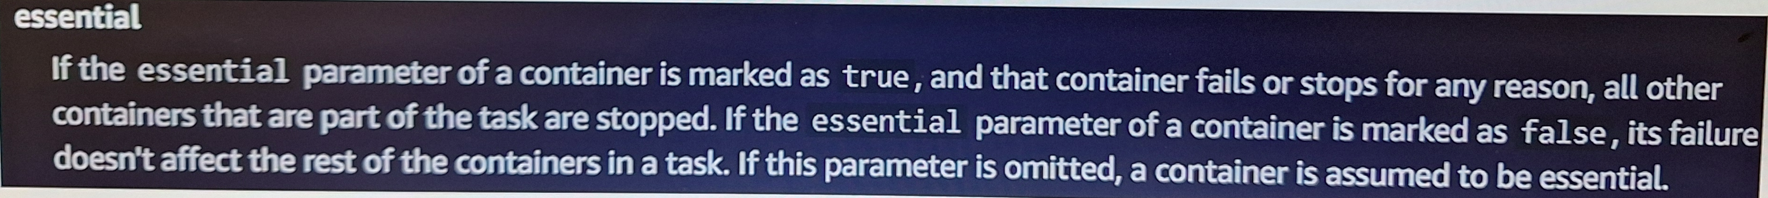 essential
If the essential parameter of a container is marked as true, and that container fails or stops for any reason, all other
containers that are part of the task are stopped. If the essential parameter of a container is marked as false, its failure
doesn't affect the rest of the containers in a task. If this parameter is omitted, a container is assumed to be essential.